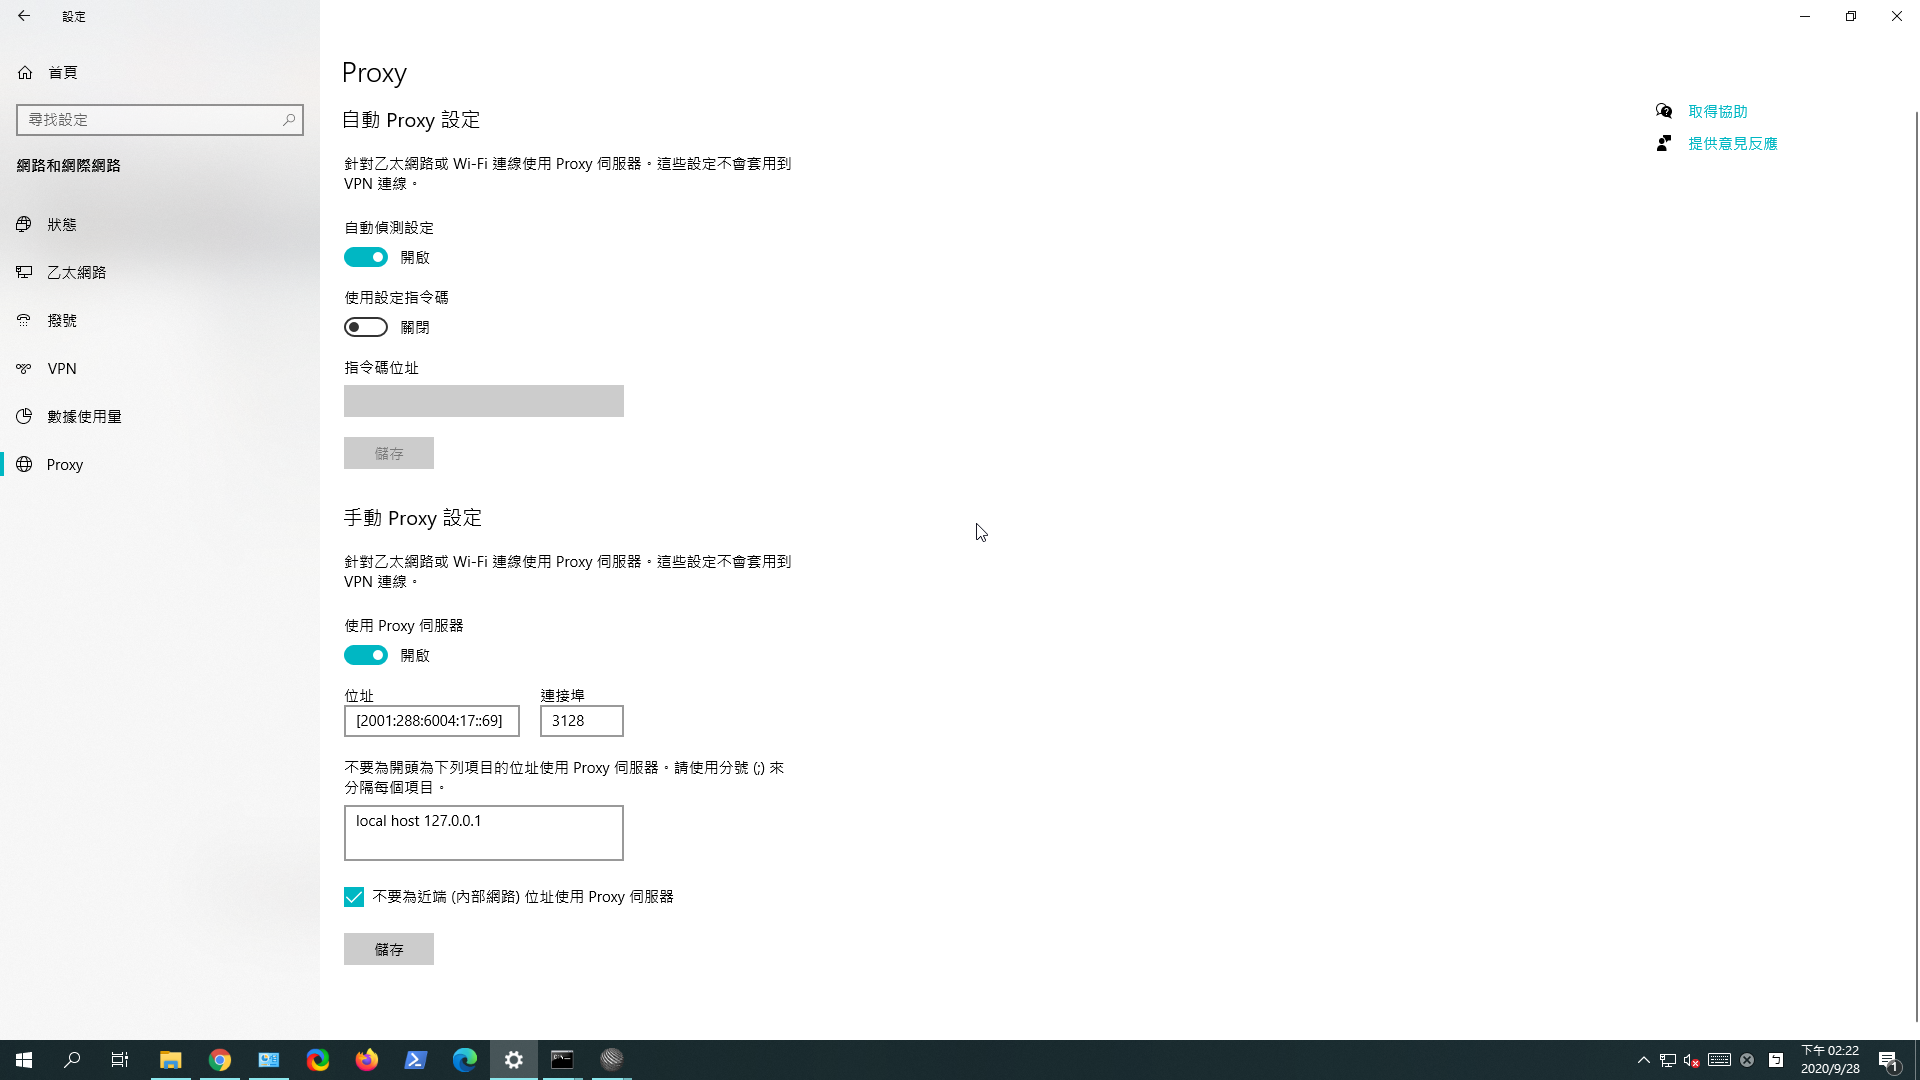 設定
首頁
尋找設定
網路和網際網路
狀態
乙太網路
撥號
VPN
數據使用量
Proxy
Proxy
自動 Proxy 設定
針對乙太網路或 Wi-Fi 連線使用 Proxy 伺服器。這些設定不會套用到
VPN 連線。
自動偵測設定
開啟
使用設定指令碼
關閉
指令碼位址
儲存
手動 Proxy 設定
針對乙太網路或 Wi-Fi 連線使用 Proxy 伺服器。這些設定不會套用到
VPN 連線。
使用 Proxy 伺服器
開啟
位址 連接埠
[2001:288:6004:17::69] 3128
不要為開頭為下列項目的位址使用 Proxy 伺服器。請使用分號 (;) 來
分隔每個項目。
local host 127.0.0.1
不要為近端 (內部網路) 位址使用 Proxy 伺服器
儲存
取得協助
提供意見反應
下午 02:22
2020/9/28
1